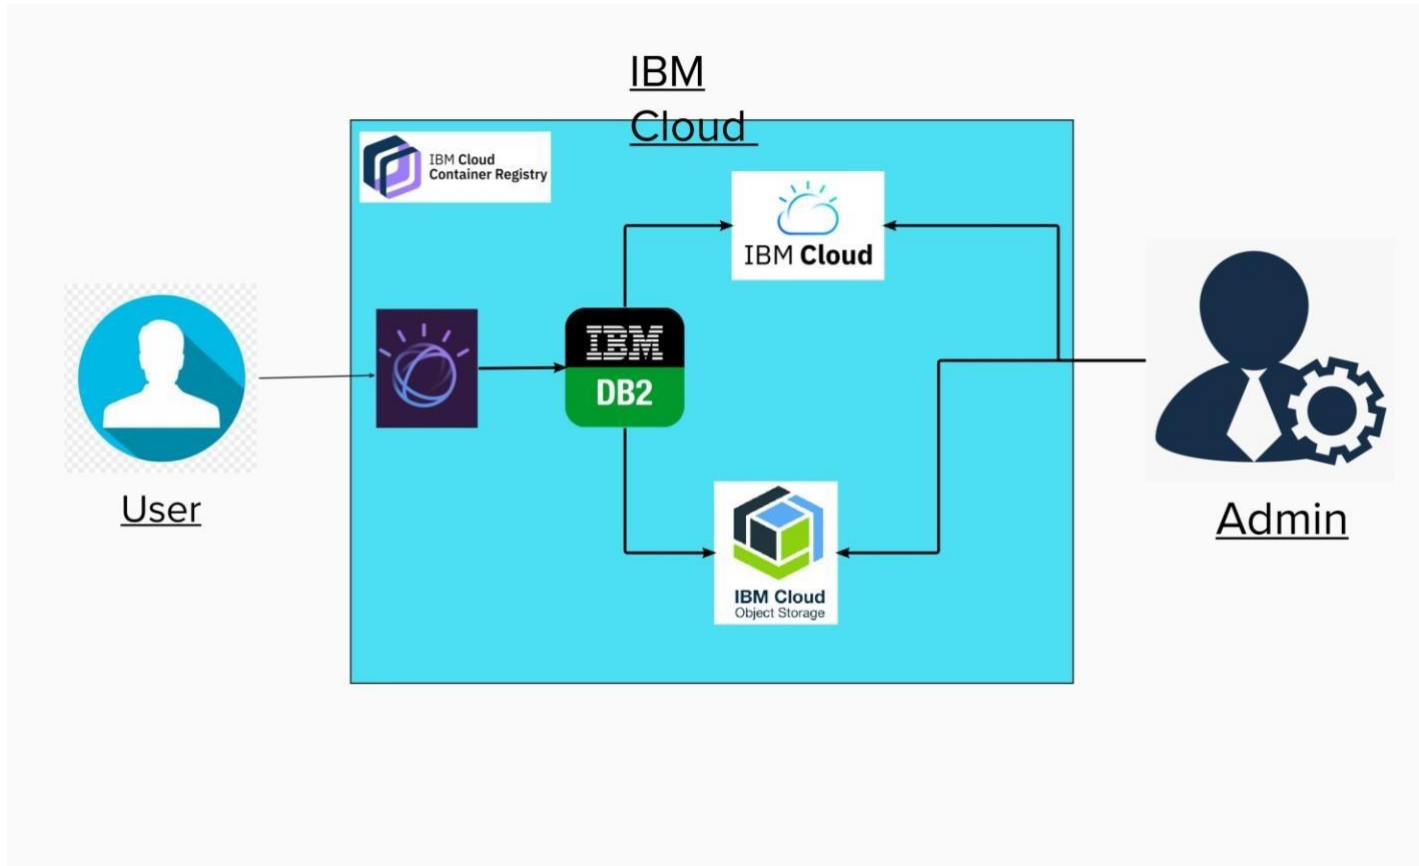 IBM
Cloud
IBM Cloud
Container Registry
IBM Cloud
IBM
DB2
User
Admin
IBM Cloud
Object Storage